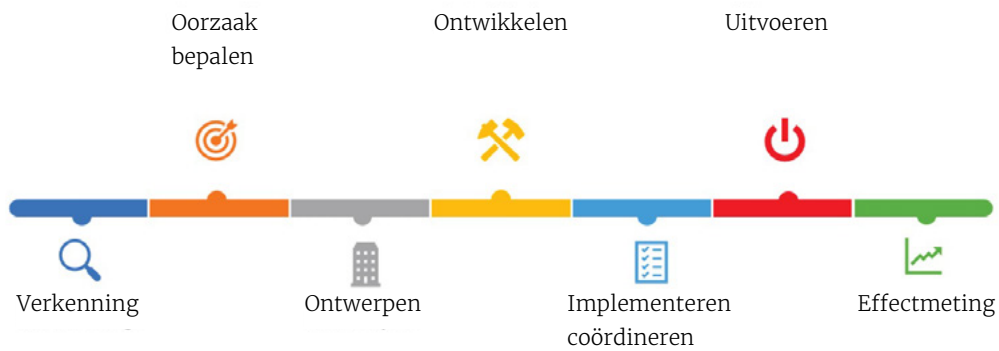 Oorzaak
bepalen
Ontwikkelen
Uitvoeren
Verkenning
Ontwerpen
Implementeren
coördineren
Effectmeting